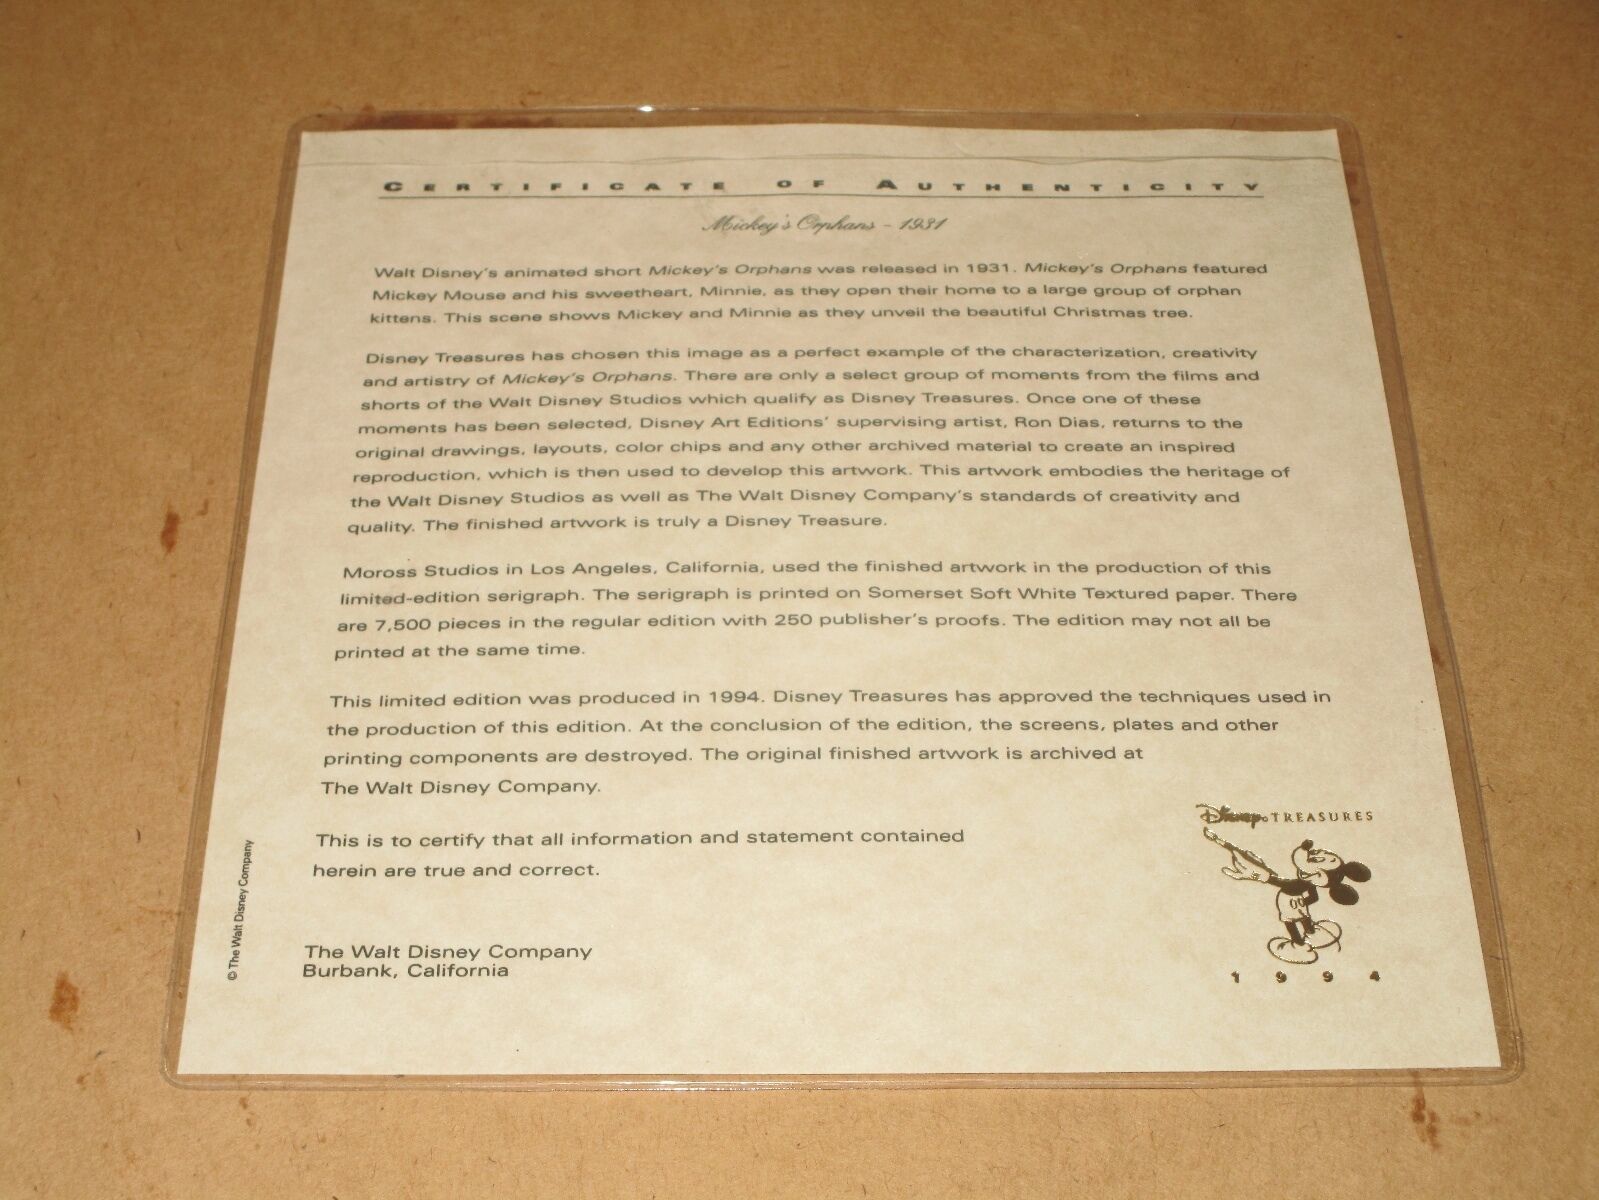 CERTIFICATE OF AUTHENTICITY
Mickey's Orphans - 1931
Walt Disney's animated short Mickey's Orphans was released in 1931. Mickey's Orphans featured
Mickey Mouse and his sweetheart, Minnie, as they open their home to a large group of orphan
kittens. This scene shows Mickey and Minnie as they unveil the beautiful Christmas tree.
Disney Treasures has chosen this image as a perfect example of the characterization, creativity
and artistry of Mickey's Orphans. There are only a select group of moments from the films and
shorts of the Walt Disney Studios which qualify as Disney Treasures. Once one of these
moments has been selected, Disney Art Editions' supervising artist, Ron Dias, returns to the
original drawings, layouts, color chips and any other archived material to create an inspired
reproduction, which is then used to develop this artwork. This artwork embodies the heritage of
the Walt Disney Studios as well as The Walt Disney Company's standards of creativity and
quality. The finished artwork is truly a Disney Treasure.
Moross Studios in Los Angeles, California, used the finished artwork in the production of this
limited-edition serigraph. The serigraph is printed on Somerset Soft White Textured paper. There
are 7,500 pieces in the regular edition with 250 publisher's proofs. The edition may not all be
printed at the same time.
This limited edition was produced in 1994. Disney Treasures has approved the techniques used in
the production of this edition. At the conclusion of the edition, the screens, plates and other
printing components are destroyed. The original finished artwork is archived at
The Walt Disney Company.
This is to certify that all information and statement contained
herein are true and correct.
The Walt Disney Company
Burbank, California
© The Walt Disney Company
Disney TREASURES
1994